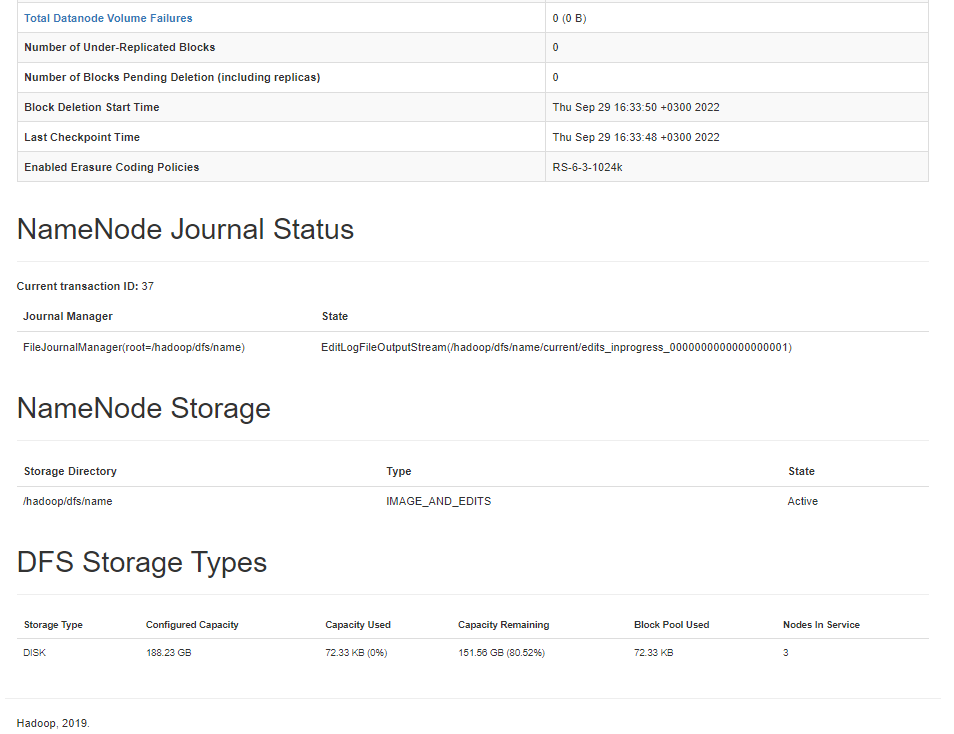 Total Datanode Volume Failures 0 (0 B)
Number of Under-Replicated Blocks 0
Number of Blocks Pending Deletion (including replicas) 0
Block Deletion Start Time Thu Sep 29 16:33:50 +0300 2022
Last Checkpoint Time Thu Sep 29 16:33:48 +0300 2022
Enabled Erasure Coding Policies RS-6-3-1024k
NameNode Journal Status
Current transaction ID: 37
Journal Manager State
FileJournalManager(root=/hadoop/dfs/name) EditLogFileOutputStream(/hadoop/dfs/name/current/edits_inprogress_0000000000000000001)
NameNode Storage
Storage Directory Type State
/hadoop/dfs/name IMAGE_AND_EDITS Active
DFS Storage Types
Storage Type Configured Capacity Capacity Used Capacity Remaining Block Pool Used Nodes In Service
DISK 188.23 GB 72.33 KB (0%) 151.56 GB (80.52%) 72.33 KB 3
Hadoop, 2019.